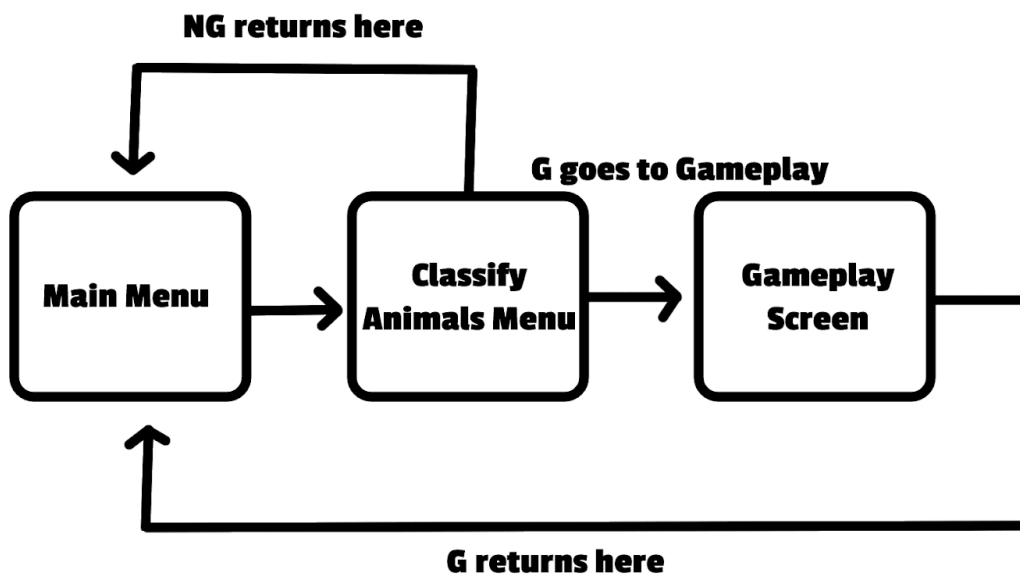 NG returns here
G goes to Gameplay
Main Menu
Classify
Animals Menu
Gameplay
Screen
G returns here